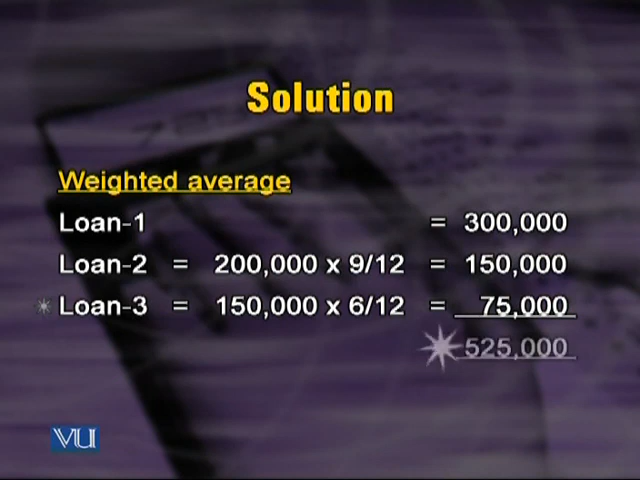 Solution
Weighted average
Loan-1 = 300,000
Loan-2 = 200,000 x 9/12 = 150,000
Loan-3 = 150,000 x 6/12 = 75,000
525,000
VU